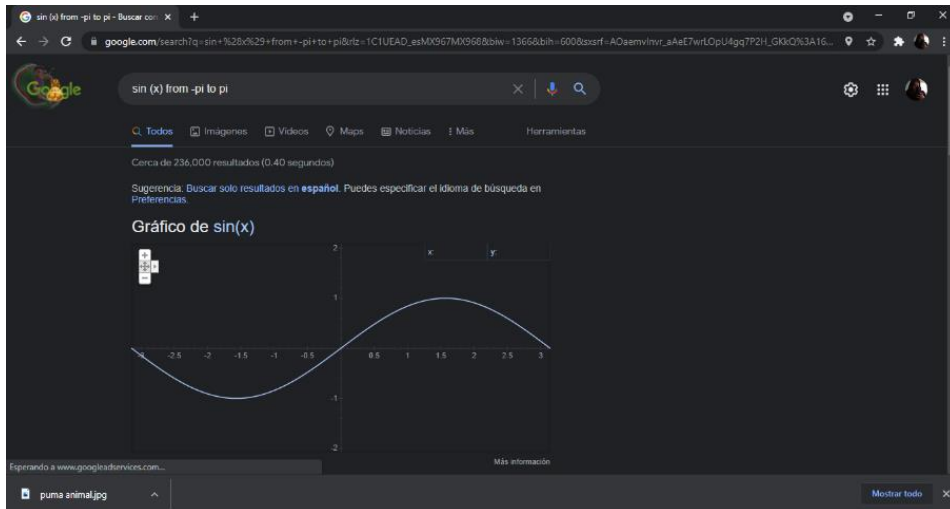 sin (x) from -pi to pi - Buscar con
google.com/search?q=sin+%28x%29+from+-pi+to+pi&rlz=1C1UEAD_esMX967MX968&biw=1366&bih=600&sxsrf=AOaemvInvr_aAeE7wrLOpU4gq7P2H_GKkQ%3A16...
Google
sin (x) from -pi to pi
Todos Imágenes Videos Maps Noticias Más Herramientas
Cerca de 236,000 resultados (0.40 segundos)
Sugerencia: Buscar solo resultados en español. Puedes especificar el idioma de búsqueda en
Preferencias.
Gráfico de sin(x)
2 x: y:
1
-3 -2.5 -2 -1.5 -1 -0.5 0.5 1 1.5 2 2.5 3
-1
-2
Más información
Esperando a www.googleadservices.com...
puma animal.jpg Mostrar todo